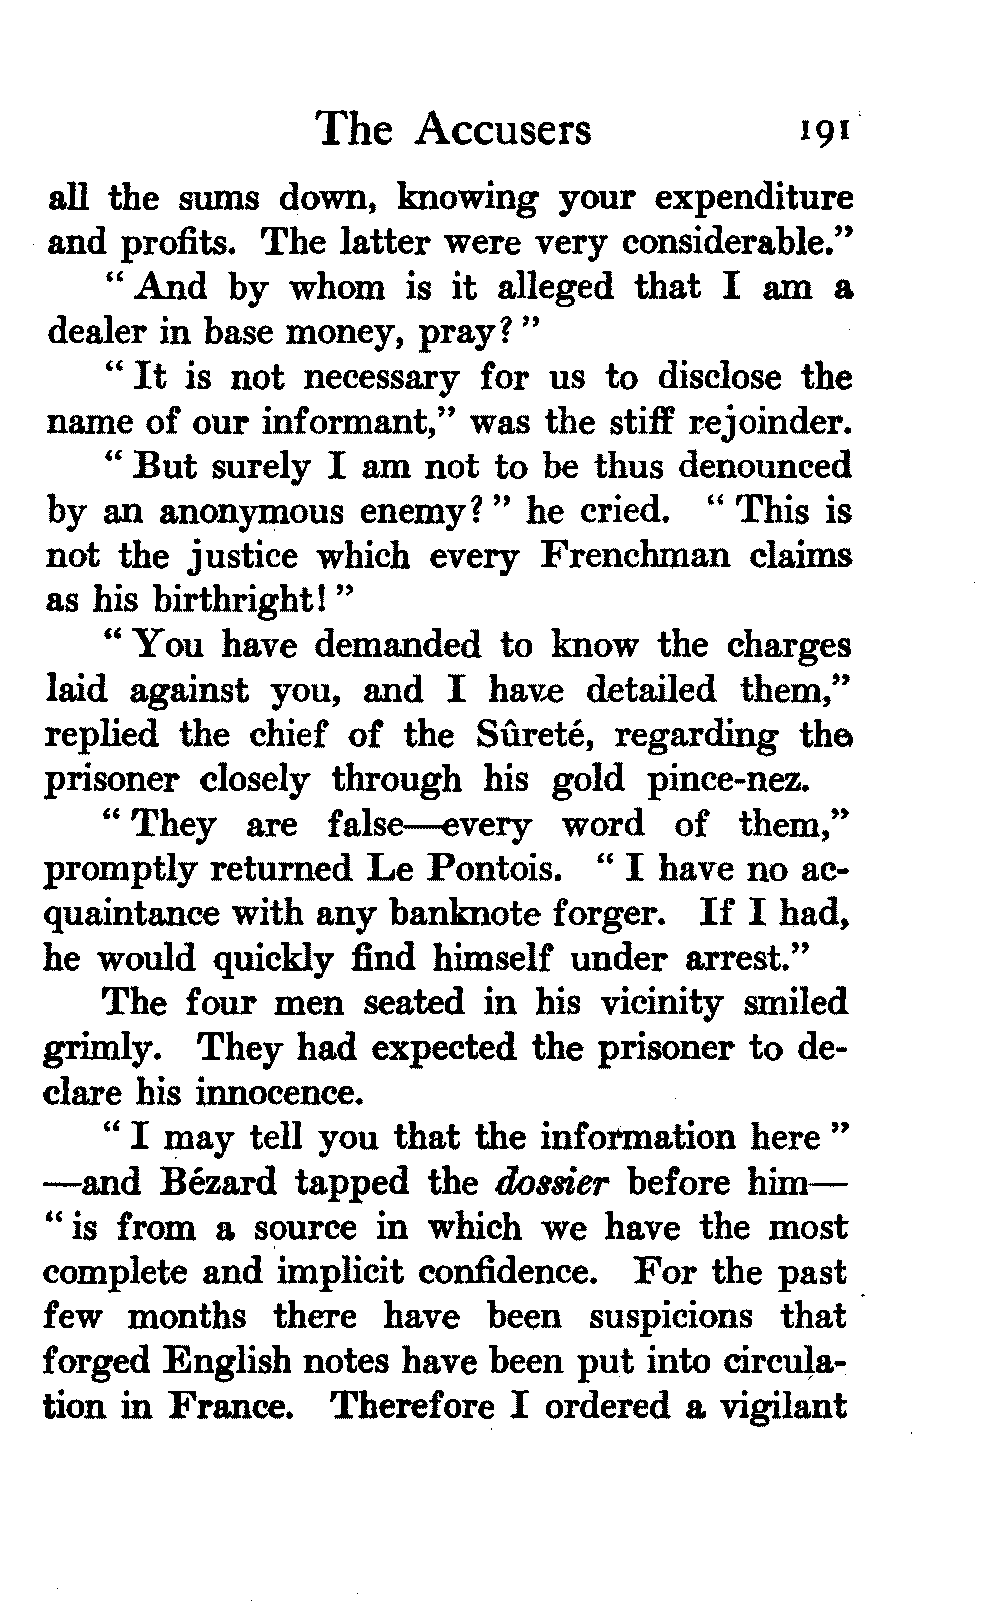 The Accusers 191
all the sums down, knowing your expenditure
and profits. The latter were very considerable.”
“ And by whom is it alleged that I am a
dealer in base money, pray? ”
“ It is not necessary for us to disclose the
name of our informant,” was the stiff rejoinder.
“ But surely I am not to be thus denounced
by an anonymous enemy? ” he cried. “ This is
not the justice which every Frenchman claims
as his birthright! ”
“ You have demanded to know the charges
laid against you, and I have detailed them,”
replied the chief of the Sûreté, regarding the
prisoner closely through his gold pince-nez.
“ They are false—every word of them,”
promptly returned Le Pontois. “ I have no ac-
quaintance with any banknote forger. If I had,
he would quickly find himself under arrest.”
The four men seated in his vicinity smiled
grimly. They had expected the prisoner to de-
clare his innocence.
“ I may tell you that the information here ”
—and Bézard tapped the dossier before him—
“ is from a source in which we have the most
complete and implicit confidence. For the past
few months there have been suspicions that
forged English notes have been put into circula-
tion in France. Therefore I ordered a vigilant